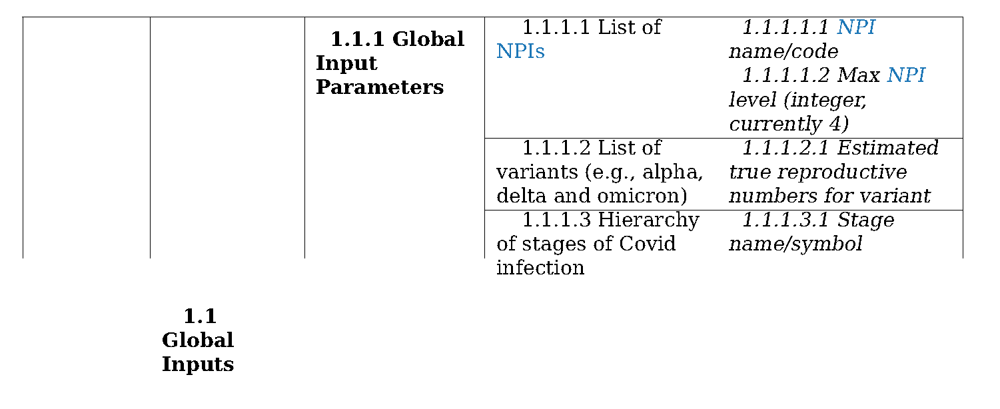 1.1.1 Global
Input
Parameters
1.1.1.1 List of
NPIs
1.1.1.1.1 NPI
name/code
1.1.1.1.2 Max NPI
level (integer,
currently 4)
1.1.1.2 List of
variants (e.g., alpha,
delta and omicron)
1.1.1.2.1 Estimated
true reproductive
numbers for variant
1.1.1.3 Hierarchy
of stages of Covid
infection
1.1.1.3.1 Stage
name/symbol
1.1
Global
Inputs